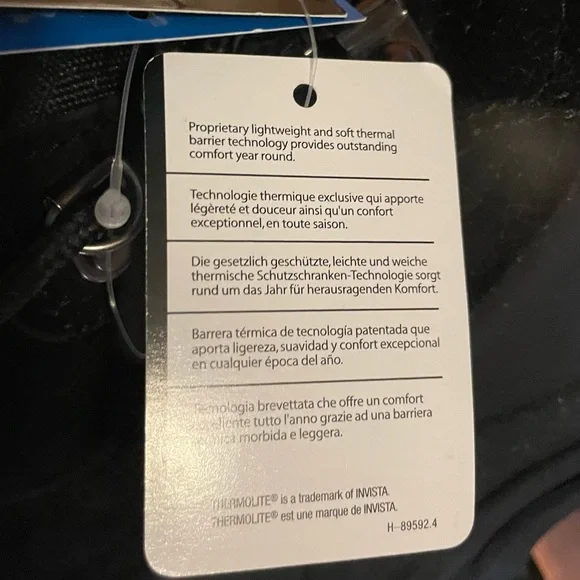 Proprietary lightweight and soft thermal
barrier technology provides outstanding
comfort year round.
Technologie thermique exclusive qui apporte
légèreté et douceur ainsi qu'un confort
exceptionnel, en toute saison.
Die gesetzlich geschützte, leichte und weiche
thermische Schutzschranken-Technologie sorgt
rund um das Jahr für herausragenden Komfort.
Barrera térmica de tecnología patentada que
aporta ligereza, suavidad y confort excepcional
en cualquier época del año.
brevettata che offre un comfort
tutto l'anno grazie ad una barriera
morbida e leggera.
THERMOLITE® is a trademark of INVISTA.
THERMOLITE® est une marque de INVISTA.
H-89592.4